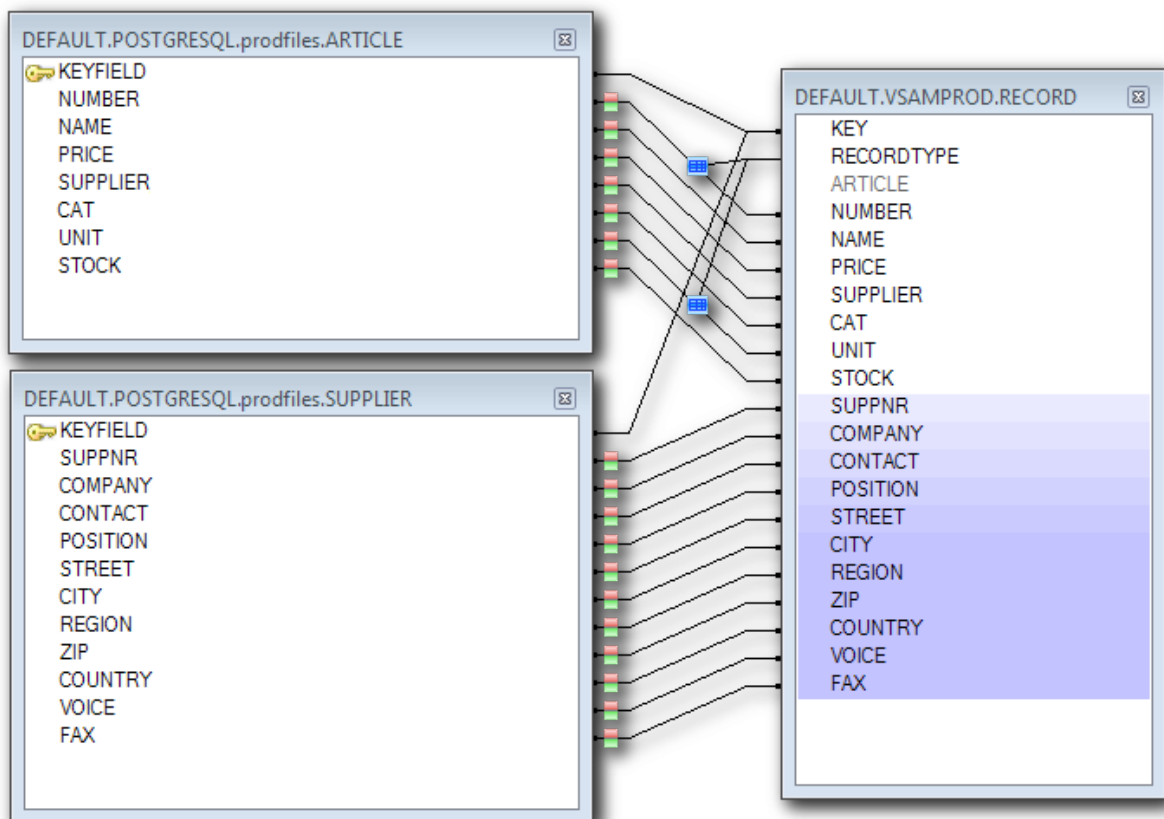 DEFAULT.POSTGRESQL.prodfiles.ARTICLE
KEYFIELD
NUMBER
NAME
PRICE
SUPPLIER
CAT
UNIT
STOCK
DEFAULT.POSTGRESQL.prodfiles.SUPPLIER
KEYFIELD
SUPPNR
COMPANY
CONTACT
POSITION
STREET
CITY
REGION
ZIP
COUNTRY
VOICE
FAX
DEFAULT.VSAMPROD.RECORD
KEY
RECORDTYPE
ARTICLE
NUMBER
NAME
PRICE
SUPPLIER
CAT
UNIT
STOCK
SUPPNR
COMPANY
CONTACT
POSITION
STREET
CITY
REGION
ZIP
COUNTRY
VOICE
FAX